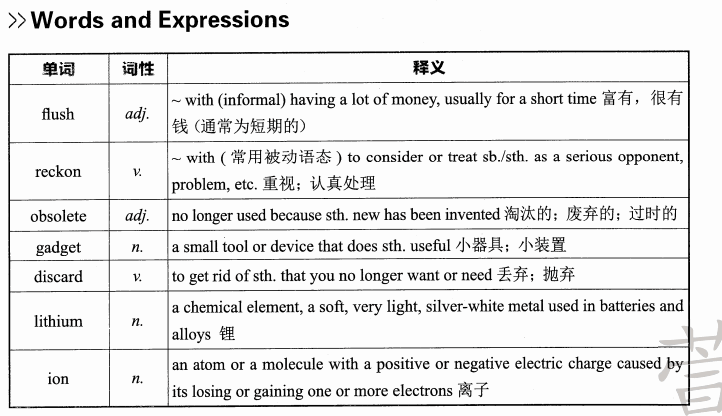 >> Words and Expressions
单词 词性 释义
flush adj. ~ with (informal) having a lot of money, usually for a short time 富有，很有
钱（通常为短期的）
reckon v. ~ with（常用被动语态）to consider or treat sb./sth. as a serious opponent,
problem, etc. 重视；认真处理
obsolete adj. no longer used because sth. new has been invented 淘汰的；废弃的；过时的
gadget n. a small tool or device that does sth. useful 小器具；小装置
discard v. to get rid of sth. that you no longer want or need 丢弃；抛弃
lithium n. a chemical element, a soft, very light, silver-white metal used in batteries and
alloys 锂
ion n. an atom or a molecule with a positive or negative electric charge caused by
its losing or gaining one or more electrons 离子